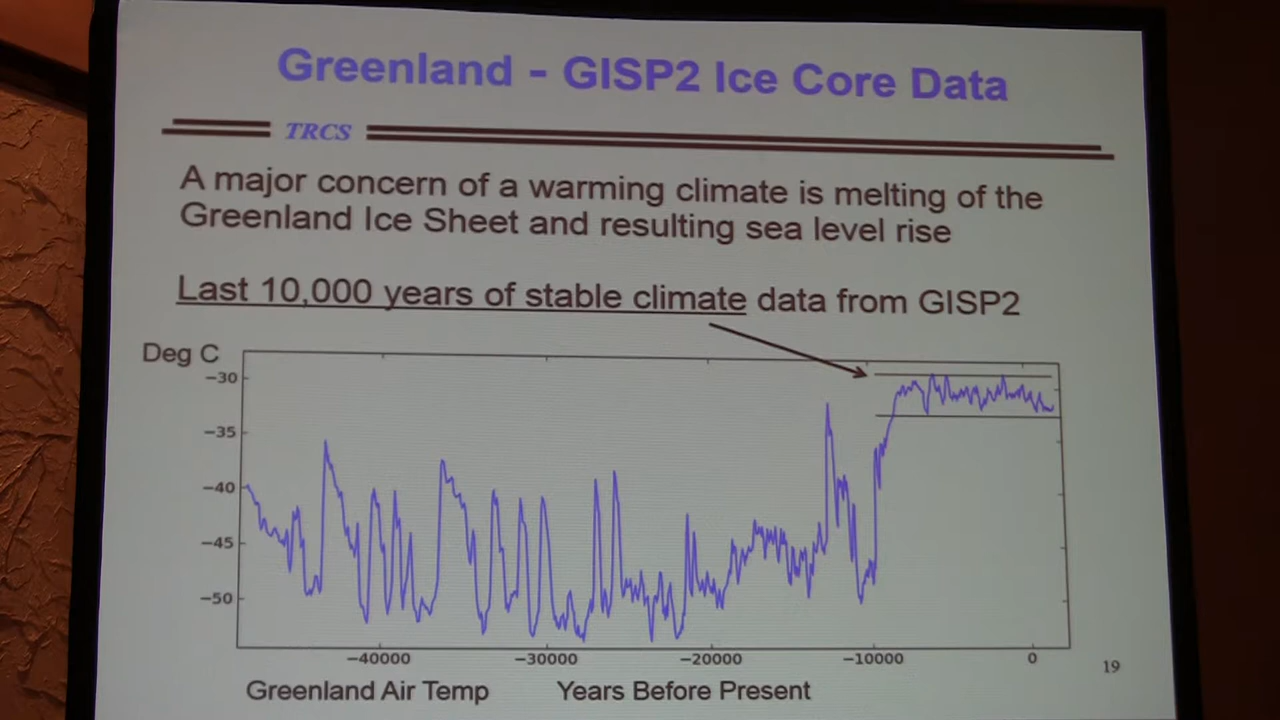 Greenland - GISP2 Ice Core Data
TRCS
A major concern of a warming climate is melting of the
Greenland Ice Sheet and resulting sea level rise
Last 10,000 years of stable climate data from GISP2
Deg C
−30
−35
−40
−45
−50
−40000 −30000 −20000 −10000 0
19
Greenland Air Temp Years Before Present